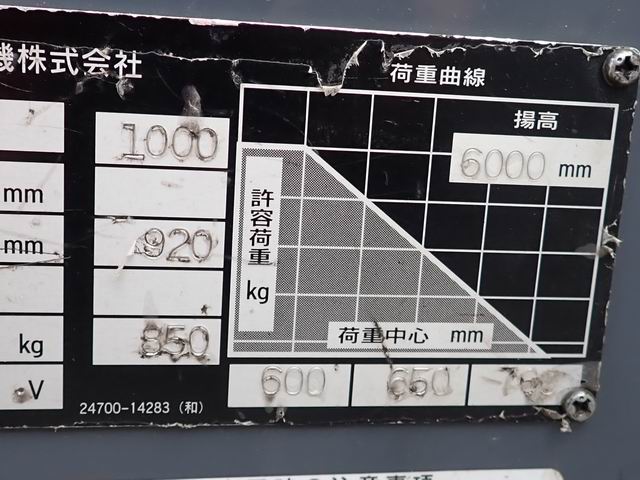 機株式会社
荷重曲線
1000
揚高
6000 mm
mm
許容荷重
mm
920
kg
荷重中心 mm
kg
850
600
650
V
24700-14283 (和)